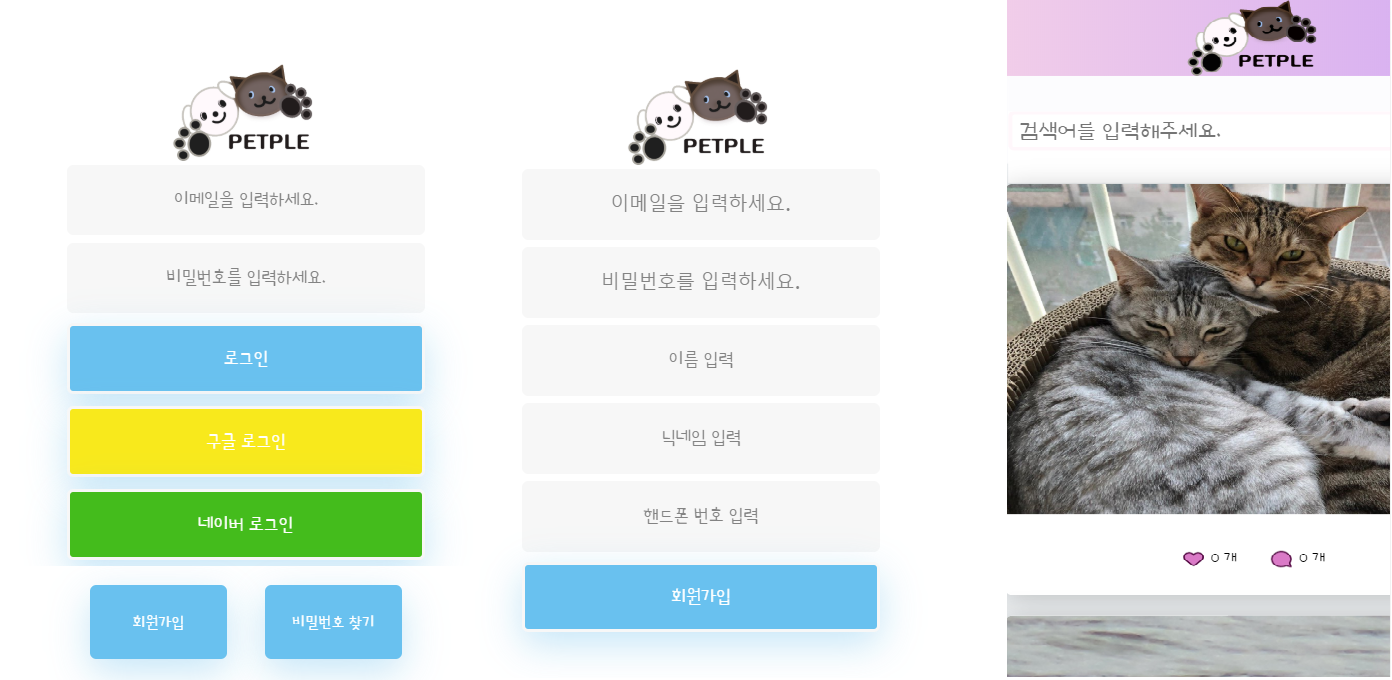 PETPLE
이메일을 입력하세요.
비밀번호를 입력하세요.
로그인
구글 로그인
네이버 로그인
회원가입
비밀번호 찾기
PETPLE
이메일을 입력하세요.
비밀번호를 입력하세요.
이름 입력
닉네임 입력
핸드폰 번호 입력
회원가입
PETPLE
검색어를 입력해주세요.
0 개
0 개